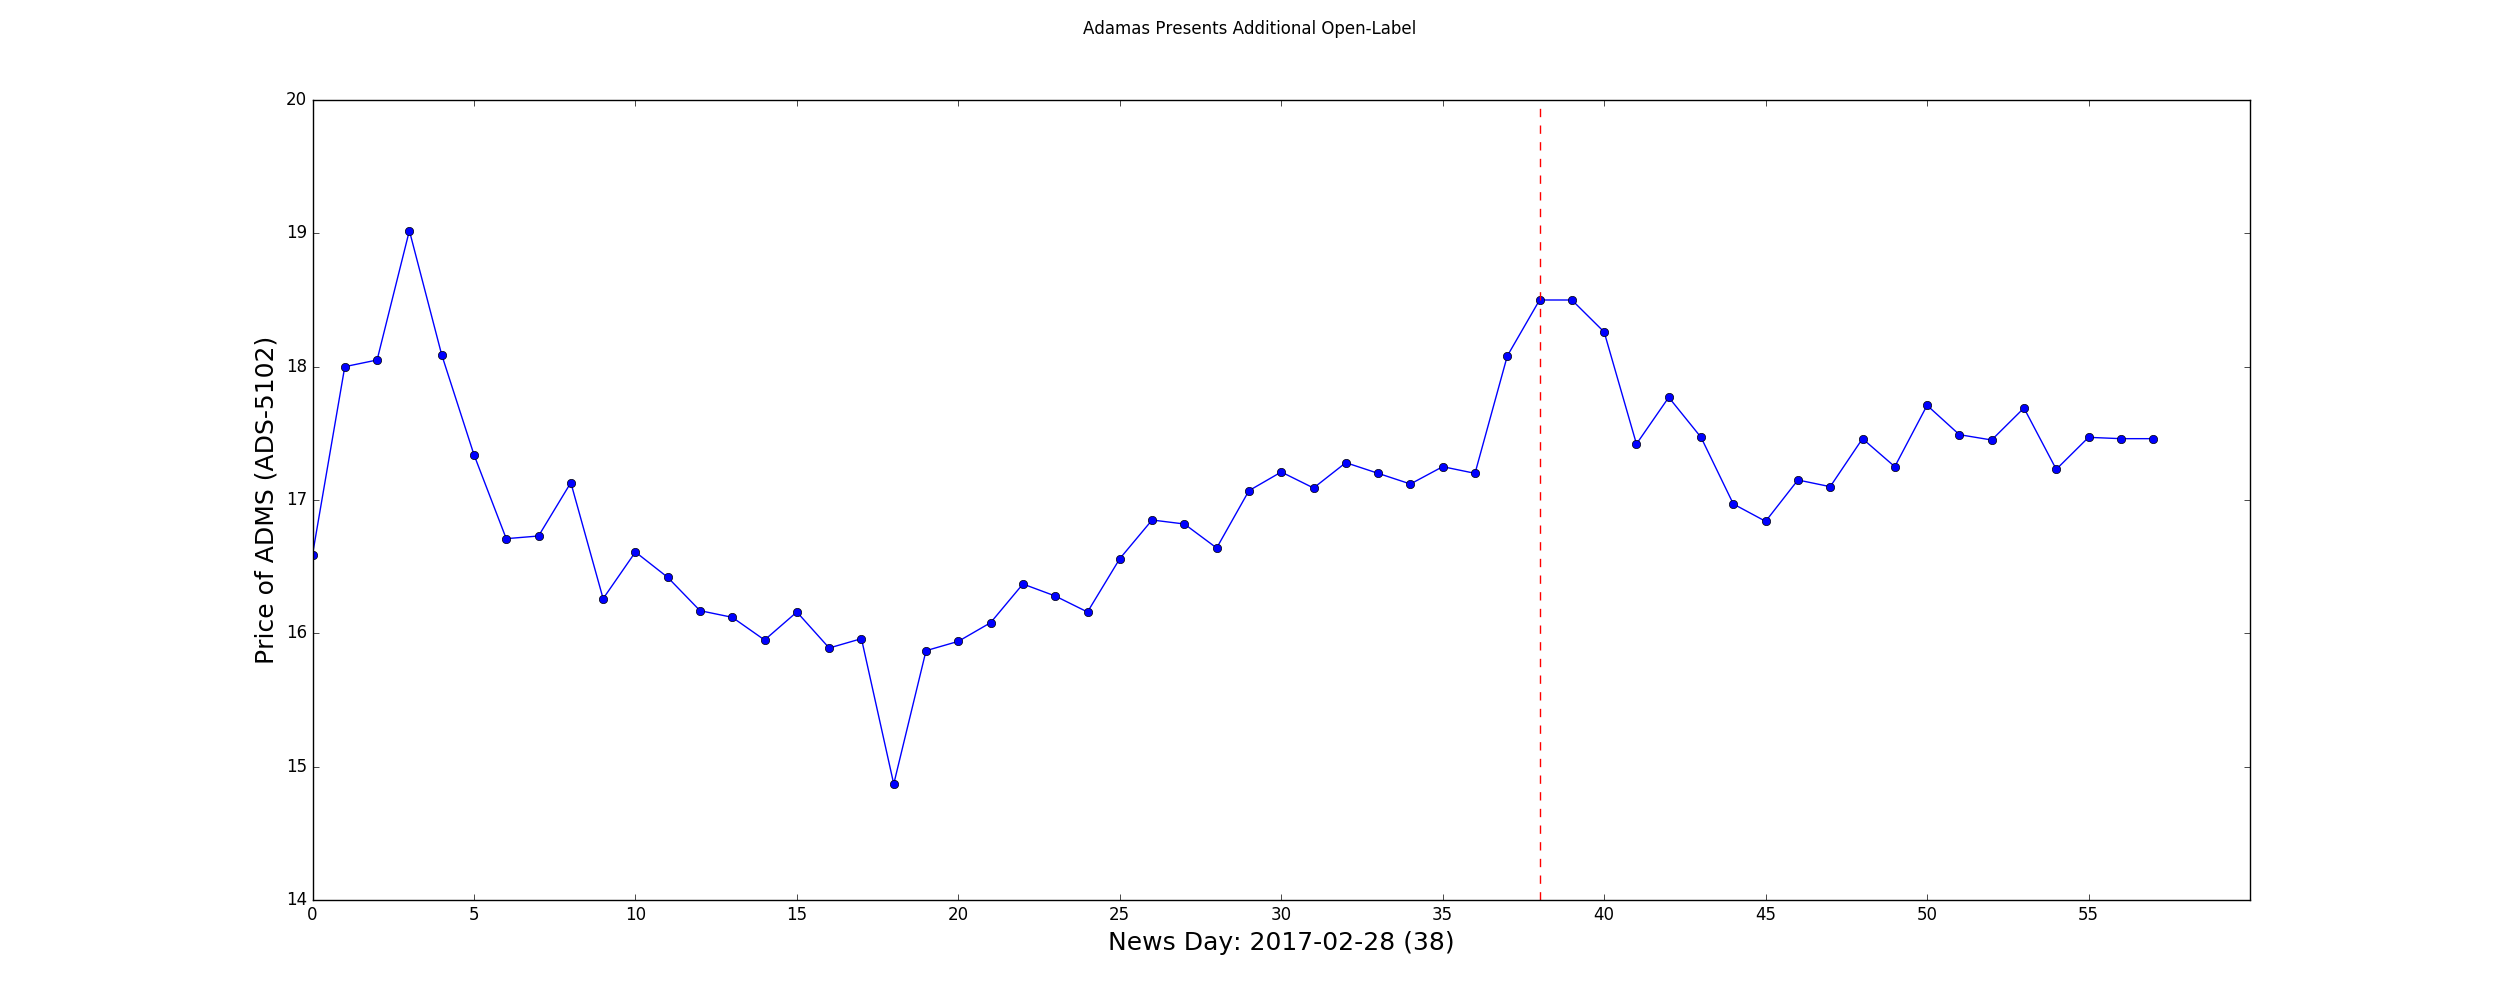 Adamas Presents Additional Open-Label
20
19
18
17
16
15
14
Price of ADMS (ADS-5102)
0 5 10 15 20 25 30 35 40 45 50 55
News Day: 2017-02-28 (38)